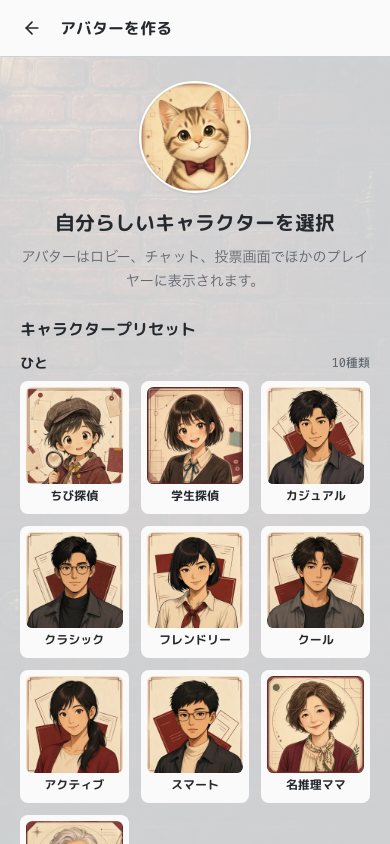 アバターを作る
自分らしいキャラクターを選択
アバターはロビー、チャット、投票画面でほかのプレイ
ヤーに表示されます。
キャラクタープリセット
ひと
10種類
ちび探偵
学生探偵
カジュアル
クラシック
フレンドリー
クール
アクティブ
スマート
名推理ママ